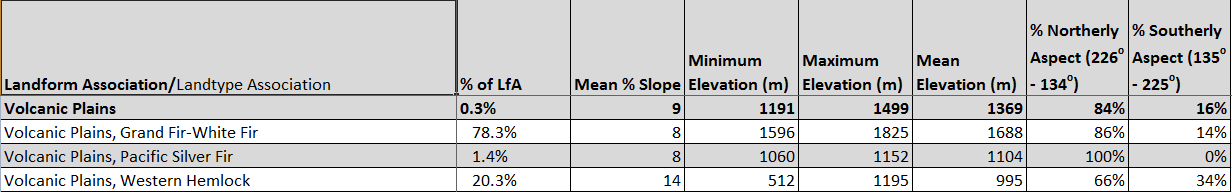 Landform Association/Landtype Association % of LfA Mean % Slope Minimum Elevation (m) Maximum Elevation (m) Mean Elevation (m) % Northerly Aspect (226° - 134°) % Southerly Aspect (135° - 225°)
Volcanic Plains 0.3% 9 1191 1499 1369 84% 16%
Volcanic Plains, Grand Fir-White Fir 78.3% 8 1596 1825 1688 86% 14%
Volcanic Plains, Pacific Silver Fir 1.4% 8 1060 1152 1104 100% 0%
Volcanic Plains, Western Hemlock 20.3% 14 512 1195 995 66% 34%